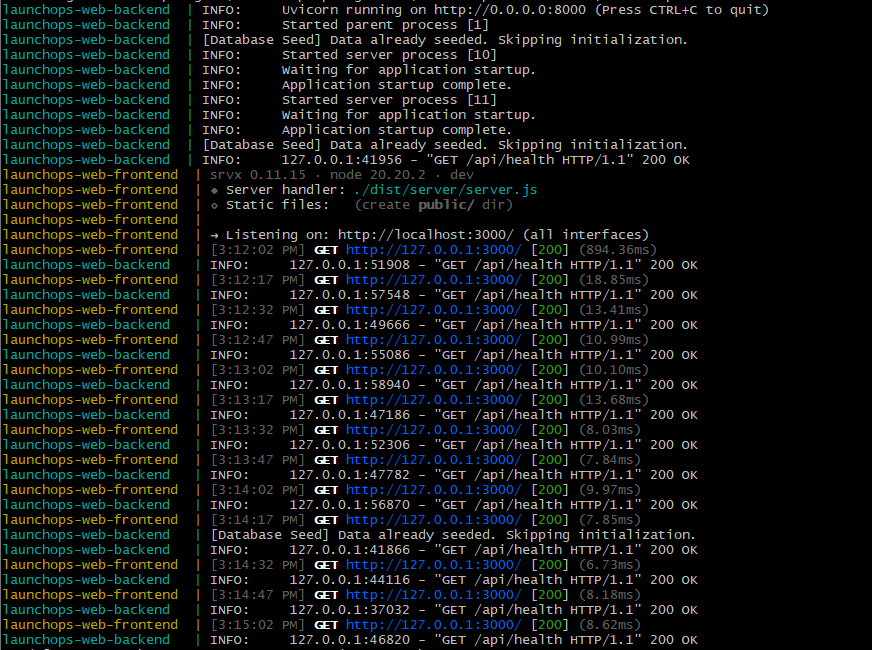 launchops-web-backend | INFO: Uvicorn running on http://0.0.0.0:8000 (Press CTRL+C to quit)
launchops-web-backend | INFO: Started parent process [1]
launchops-web-backend | [Database Seed] Data already seeded. Skipping initialization.
launchops-web-backend | INFO: Started server process [10]
launchops-web-backend | INFO: Waiting for application startup.
launchops-web-backend | INFO: Application startup complete.
launchops-web-backend | INFO: Started server process [11]
launchops-web-backend | INFO: Waiting for application startup.
launchops-web-backend | INFO: Application startup complete.
launchops-web-backend | [Database Seed] Data already seeded. Skipping initialization.
launchops-web-backend | INFO: 127.0.0.1:41956 - "GET /api/health HTTP/1.1" 200 OK
launchops-web-frontend | srvx 0.11.15 · node 20.20.2 · dev
launchops-web-frontend | ◆ Server handler: ./dist/server/server.js
launchops-web-frontend | ◇ Static files: (create public/ dir)
launchops-web-frontend |
launchops-web-frontend | → Listening on: http://localhost:3000/ (all interfaces)
launchops-web-frontend | [3:12:02 PM] GET http://127.0.0.1:3000/ [200] (894.36ms)
launchops-web-backend | INFO: 127.0.0.1:51908 - "GET /api/health HTTP/1.1" 200 OK
launchops-web-frontend | [3:12:17 PM] GET http://127.0.0.1:3000/ [200] (18.85ms)
launchops-web-backend | INFO: 127.0.0.1:57548 - "GET /api/health HTTP/1.1" 200 OK
launchops-web-frontend | [3:12:32 PM] GET http://127.0.0.1:3000/ [200] (13.41ms)
launchops-web-backend | INFO: 127.0.0.1:49666 - "GET /api/health HTTP/1.1" 200 OK
launchops-web-frontend | [3:12:47 PM] GET http://127.0.0.1:3000/ [200] (10.99ms)
launchops-web-backend | INFO: 127.0.0.1:55086 - "GET /api/health HTTP/1.1" 200 OK
launchops-web-frontend | [3:13:02 PM] GET http://127.0.0.1:3000/ [200] (10.10ms)
launchops-web-backend | INFO: 127.0.0.1:58940 - "GET /api/health HTTP/1.1" 200 OK
launchops-web-frontend | [3:13:17 PM] GET http://127.0.0.1:3000/ [200] (13.68ms)
launchops-web-backend | INFO: 127.0.0.1:47186 - "GET /api/health HTTP/1.1" 200 OK
launchops-web-frontend | [3:13:32 PM] GET http://127.0.0.1:3000/ [200] (8.03ms)
launchops-web-backend | INFO: 127.0.0.1:52306 - "GET /api/health HTTP/1.1" 200 OK
launchops-web-frontend | [3:13:47 PM] GET http://127.0.0.1:3000/ [200] (7.84ms)
launchops-web-backend | INFO: 127.0.0.1:47782 - "GET /api/health HTTP/1.1" 200 OK
launchops-web-frontend | [3:14:02 PM] GET http://127.0.0.1:3000/ [200] (9.97ms)
launchops-web-backend | INFO: 127.0.0.1:56870 - "GET /api/health HTTP/1.1" 200 OK
launchops-web-frontend | [3:14:17 PM] GET http://127.0.0.1:3000/ [200] (7.85ms)
launchops-web-backend | [Database Seed] Data already seeded. Skipping initialization.
launchops-web-backend | INFO: 127.0.0.1:41866 - "GET /api/health HTTP/1.1" 200 OK
launchops-web-frontend | [3:14:32 PM] GET http://127.0.0.1:3000/ [200] (6.73ms)
launchops-web-backend | INFO: 127.0.0.1:44116 - "GET /api/health HTTP/1.1" 200 OK
launchops-web-frontend | [3:14:47 PM] GET http://127.0.0.1:3000/ [200] (8.18ms)
launchops-web-backend | INFO: 127.0.0.1:37032 - "GET /api/health HTTP/1.1" 200 OK
launchops-web-frontend | [3:15:02 PM] GET http://127.0.0.1:3000/ [200] (8.62ms)
launchops-web-backend | INFO: 127.0.0.1:46820 - "GET /api/health HTTP/1.1" 200 OK